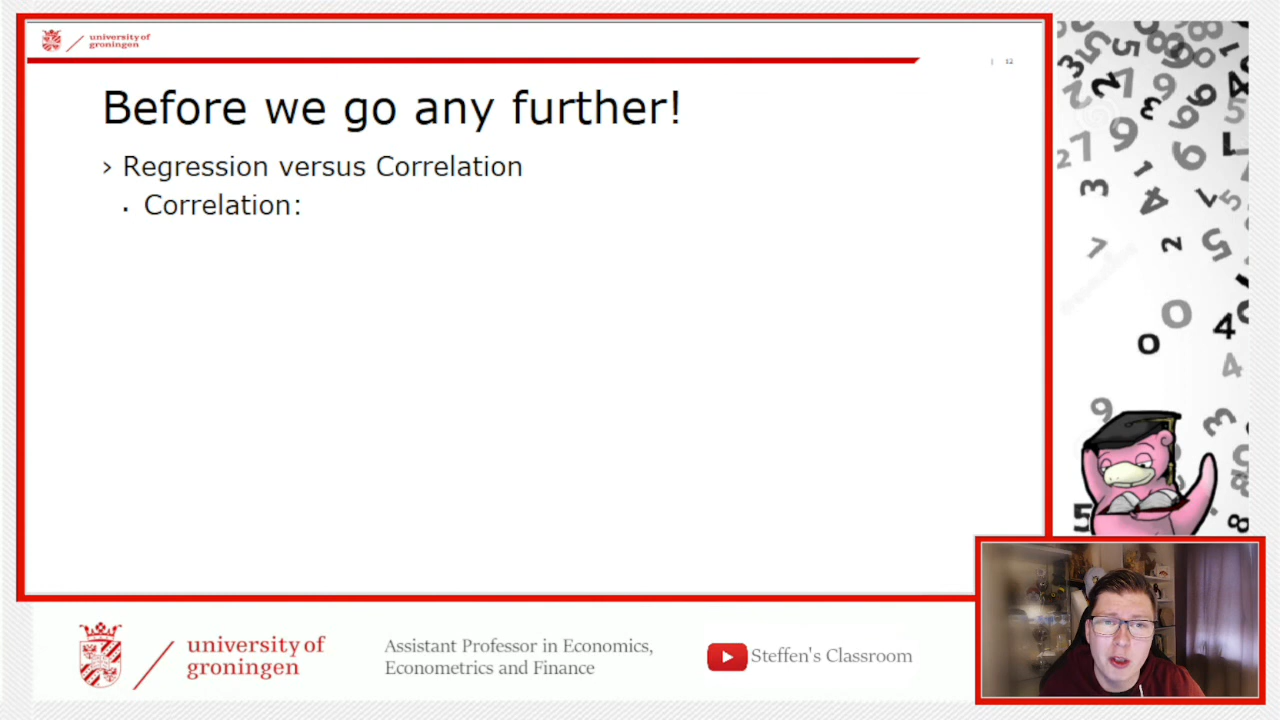 university of
groningen
| 12
Before we go any further!
› Regression versus Correlation
· Correlation:
university of
groningen
Assistant Professor in Economics,
Econometrics and Finance
Steffen's Classroom